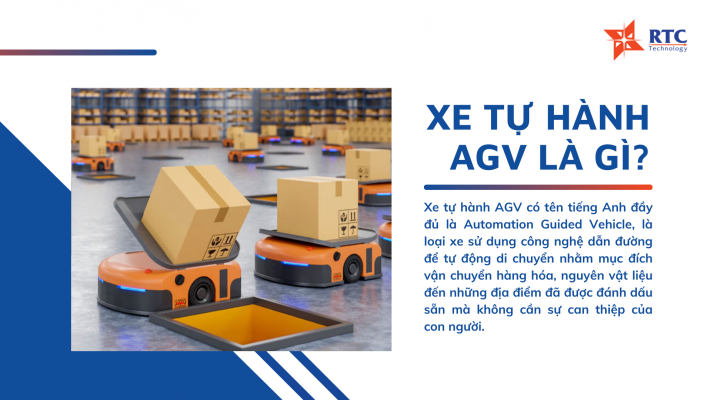 RTC
Technology
XE TỰ HÀNH
AGV LÀ GÌ?
Xe tự hành AGV có tên tiếng Anh đầy
đủ là Automation Guided Vehicle, là
loại xe sử dụng công nghệ dẫn đường
để tự động di chuyển nhằm mục đích
vận chuyển hàng hóa, nguyên vật liệu
đến những địa điểm đã được đánh dấu
sẵn mà không cần sự can thiệp của
con người.